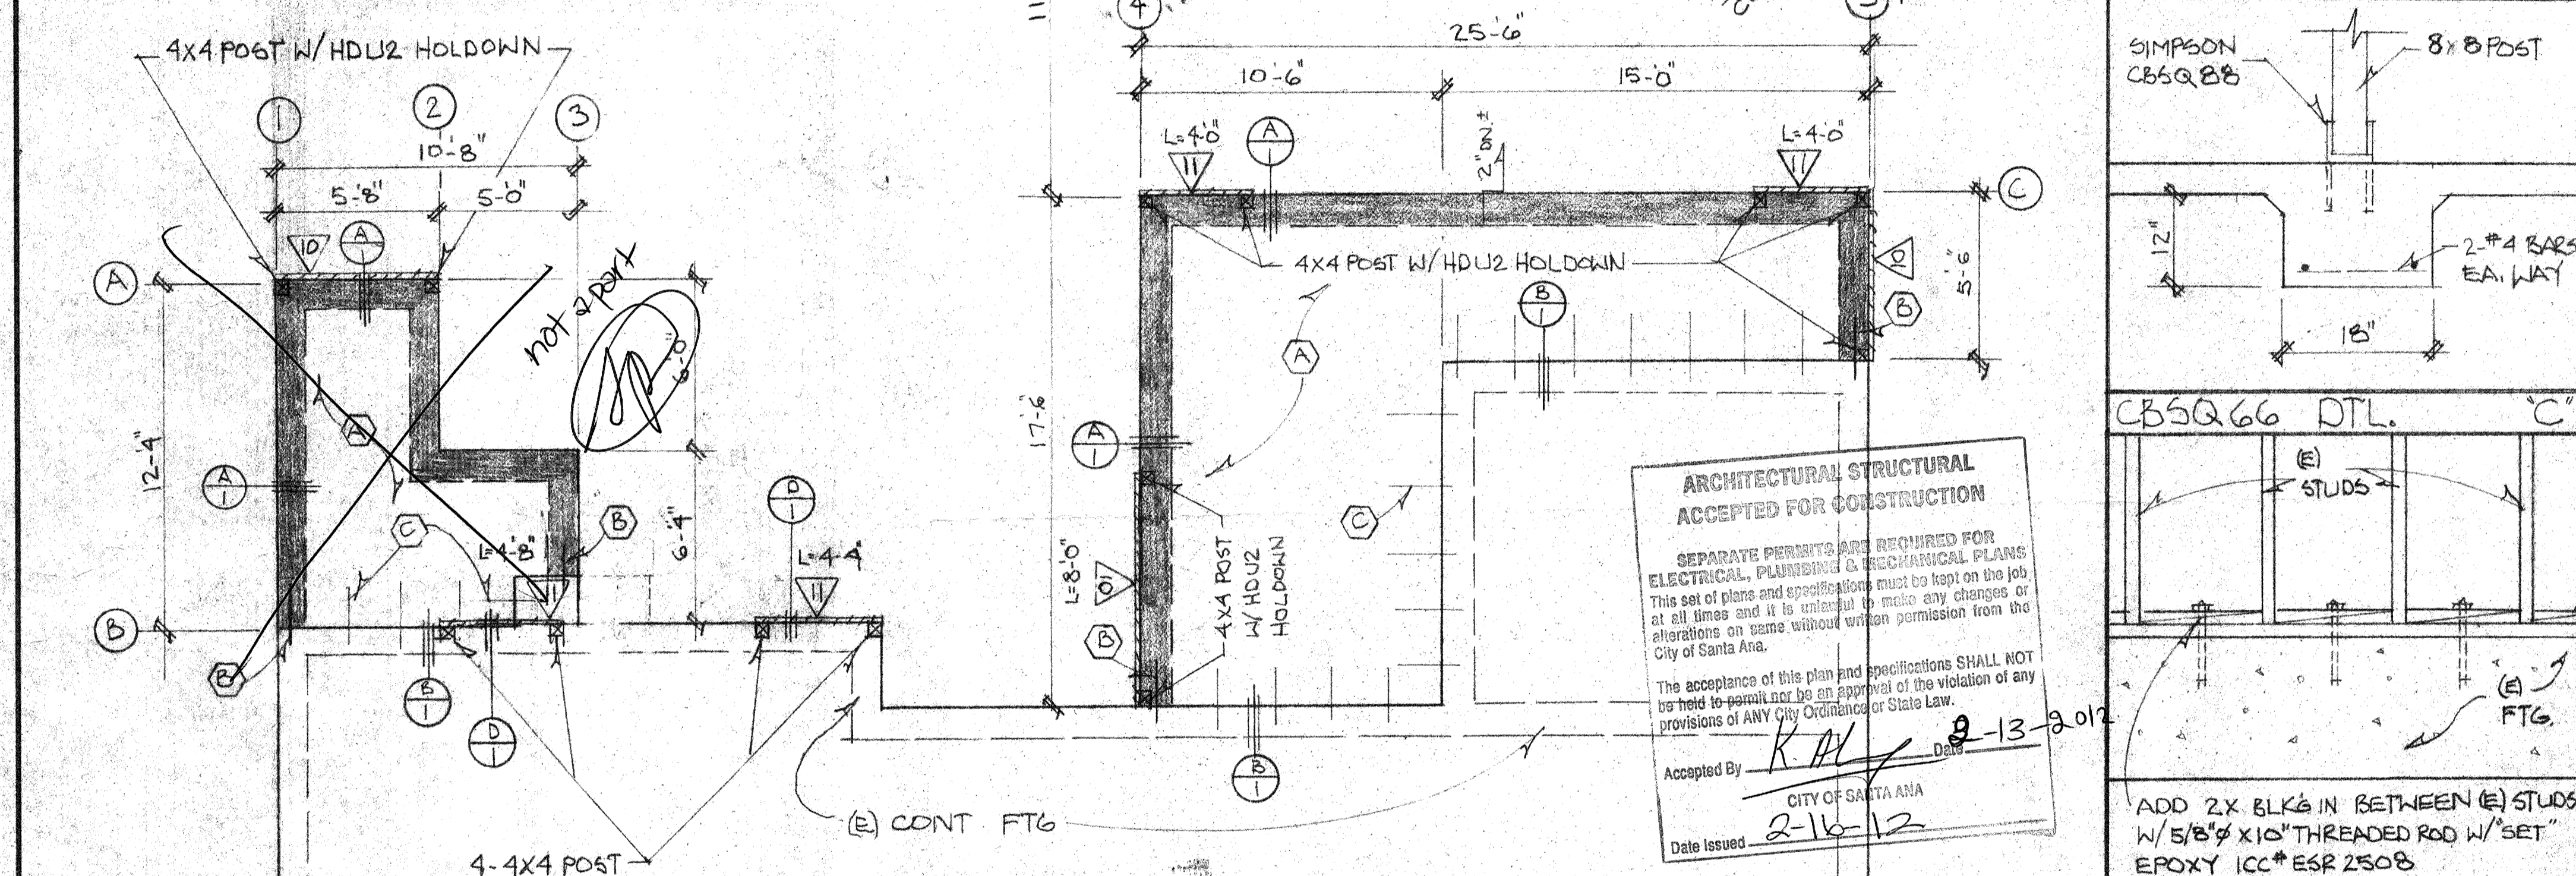 4X4 POST W/HDU2 HOLDOWN
1
2
3
10'-8"
5'-8"
5'-0"
10
A
1
A
not a part
6'-0"
A
12'-4"
A
1
C
B
6'-4"
L=4'-8"
11
D
1
L=4'-4"
11
B
B
B
1
D
1
4-4X4 POST
(E) CONT FTG
4
25'-6"
10'-6"
15'-0"
L=4'-0"
11
A
1
2" DN.±
L=4'-0"
11
C
4X4 POST W/HDU2 HOLDOWN
10
5'-6"
B
B
1
A
17'-6"
A
1
C
L=8'-0"
10
B
4X4 POST
W/HDU2
HOLDOWN
B
1
ARCHITECTURAL STRUCTURAL
ACCEPTED FOR CONSTRUCTION
SEPARATE PERMITS ARE REQUIRED FOR
ELECTRICAL, PLUMBING & MECHANICAL PLANS
This set of plans and specifications must be kept on the job
at all times and it is unlawful to make any changes or
alterations on same without written permission from the
City of Santa Ana.
The acceptance of this plan and specifications SHALL NOT
be held to permit nor be an approval of the violation of any
provisions of ANY City Ordinance or State Law.
Accepted By Date 2-13-2012
CITY OF SANTA ANA
Date Issued 2-16-12
SIMPSON
CBSQ88
8x8 POST
12"
2-#4 BARS
EA. WAY
18"
CBSQ66 DTL. "C"
(E)
STUDS
(E)
FTG.
ADD 2X BLK'G IN BETWEEN (E) STUDS
W/5/8"φ X10" THREADED ROD W/"SET"
EPOXY ICC# ESR 2508